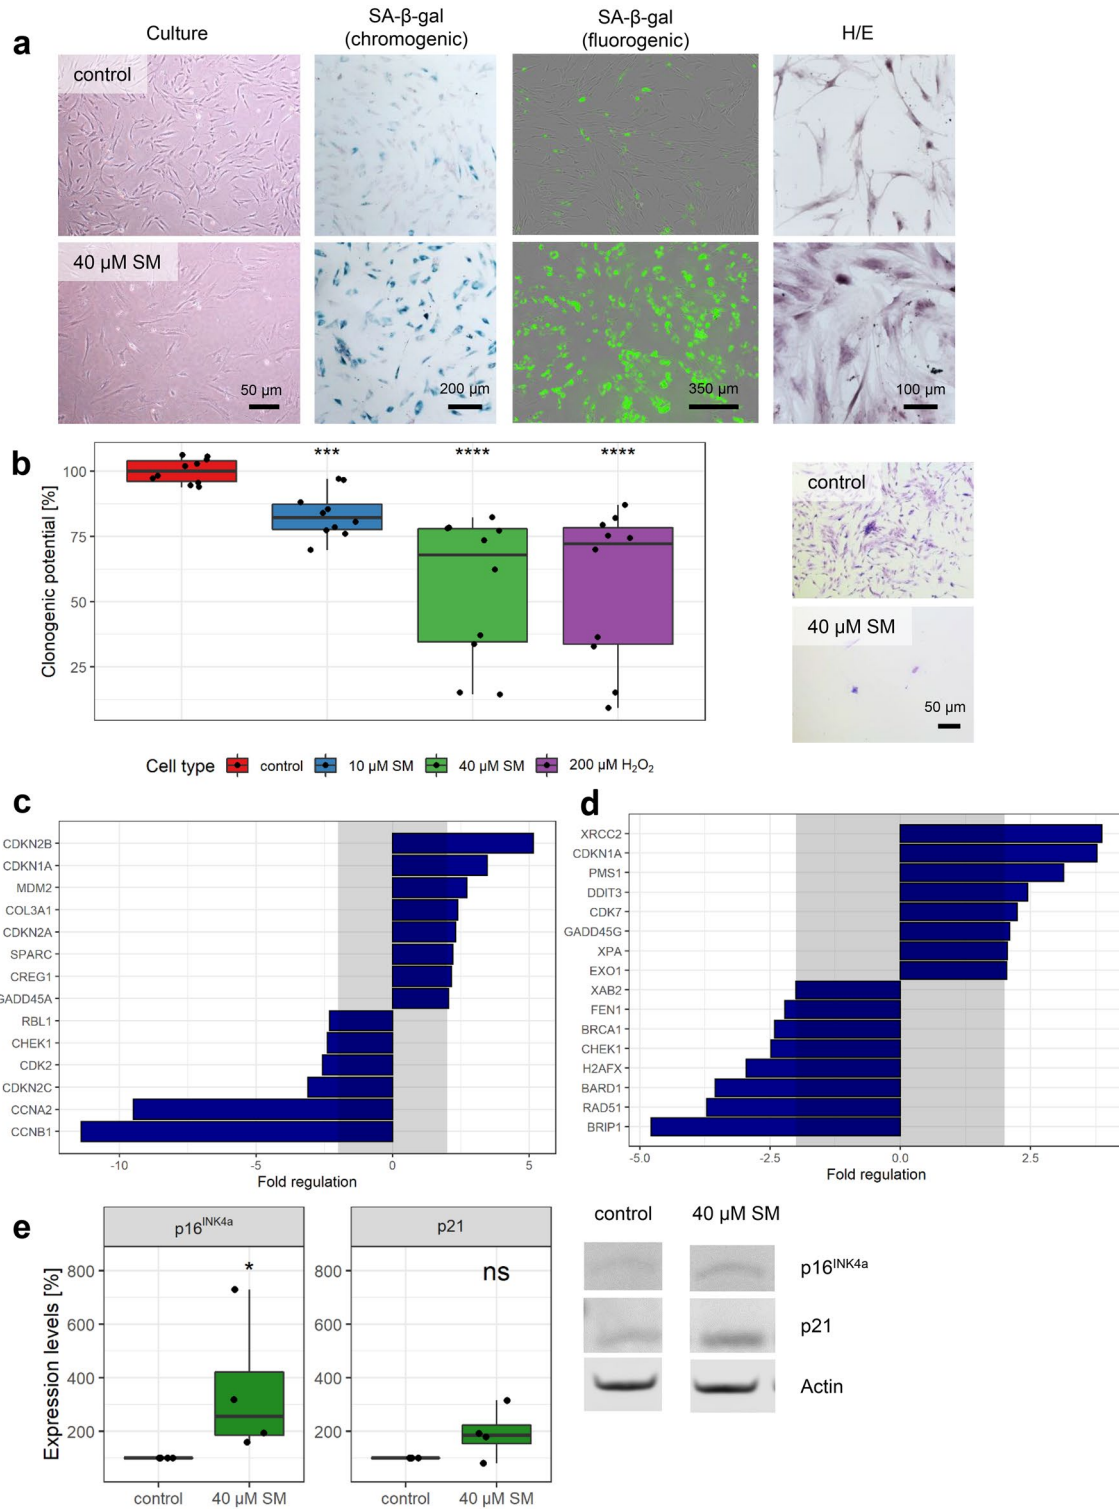 a
Culture
SA-β-gal
(chromogenic)
SA-β-gal
(fluorogenic)
H/E
control
40 µM SM
50 µm
200 µm
350 µm
100 µm
b
Clonogenic potential [%]
100
75
50
25
***
****
****
control
40 µM SM
50 µm
Cell type
control
10 µM SM
40 µM SM
200 µM H₂O₂
c
CDKN2B
CDKN1A
MDM2
COL3A1
CDKN2A
SPARC
CREG1
GADD45A
RBL1
CHEK1
CDK2
CDKN2C
CCNA2
CCNB1
-10
-5
0
5
Fold regulation
d
XRCC2
CDKN1A
PMS1
DDIT3
CDK7
GADD45G
XPA
EXO1
XAB2
FEN1
BRCA1
CHEK1
H2AFX
BARD1
RAD51
BRIP1
-5.0
-2.5
0.0
2.5
Fold regulation
e
Expression levels [%]
p16INK4a
*
800
600
400
200
control
40 µM SM
p21
ns
800
600
400
200
control
40 µM SM
control
40 µM SM
p16INK4a
p21
Actin